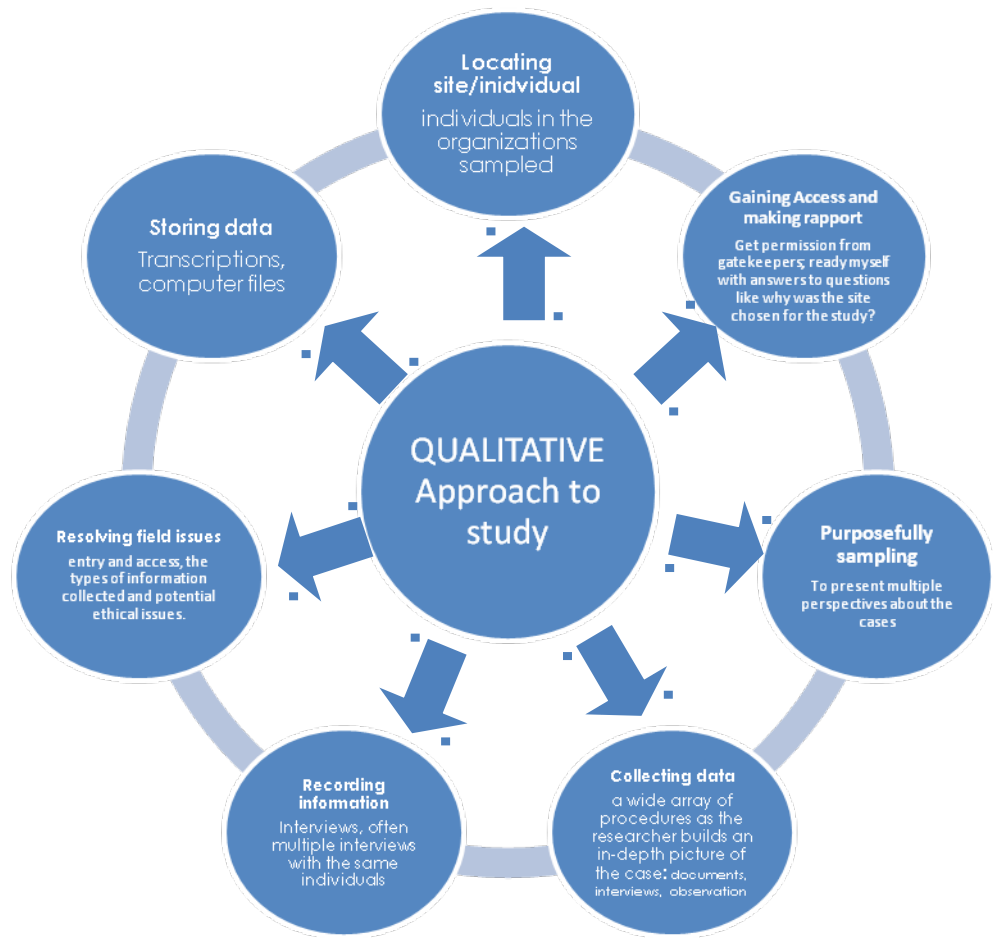 Locating
site/inidvidual
individuals in the
organizations
sampled
Gaining Access and
making rapport
Get permission from
gatekeepers; ready myself
with answers to questions
like why was the site
chosen for the study?
Purposefully
sampling
To present multiple
perspectives about the
cases
Collecting data
a wide array of
procedures as the
researcher builds an
in-depth picture of
the case: documents,
interviews, observation
Recording
information
Interviews, often
multiple interviews
with the same
individuals
Resolving field issues
entry and access, the
types of information
collected and potential
ethical issues.
Storing data
Transcriptions,
computer files
QUALITATIVE
Approach to
study